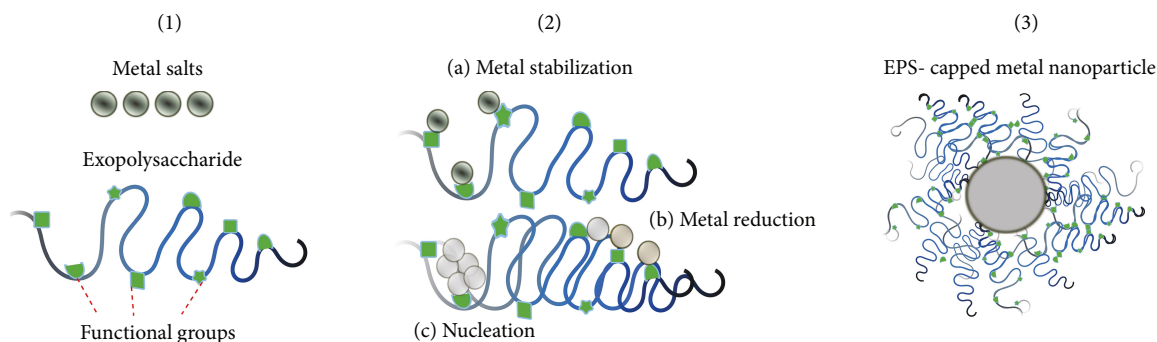 (1)
Metal salts
Exopolysaccharide
Functional groups
(2)
(a) Metal stabilization
(b) Metal reduction
(c) Nucleation
(3)
EPS- capped metal nanoparticle